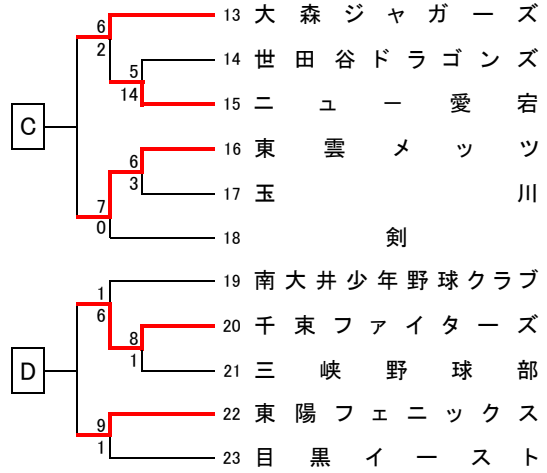 6 13 大森ジャガーズ
2
5 14 世田谷ドラゴンズ
14
15 ニュー愛宕
C
6 16 東雲メッツ
3
17 玉川
7
0 18 剣
1 19 南大井少年野球クラブ
6
8 20 千束ファイターズ
1
D 21 三峡野球部
9 22 東陽フェニックス
1
23 目黒イースト